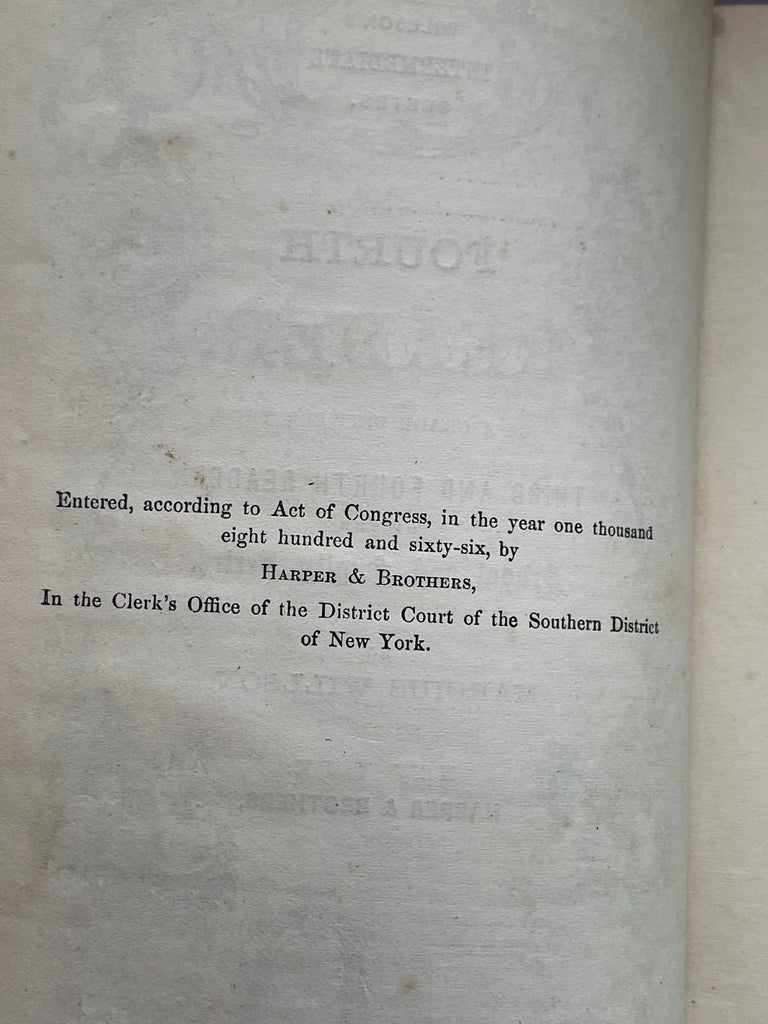 Entered, according to Act of Congress, in the year one thousand
eight hundred and sixty-six, by
HARPER & BROTHERS,
In the Clerk's Office of the District Court of the Southern District
of New York.